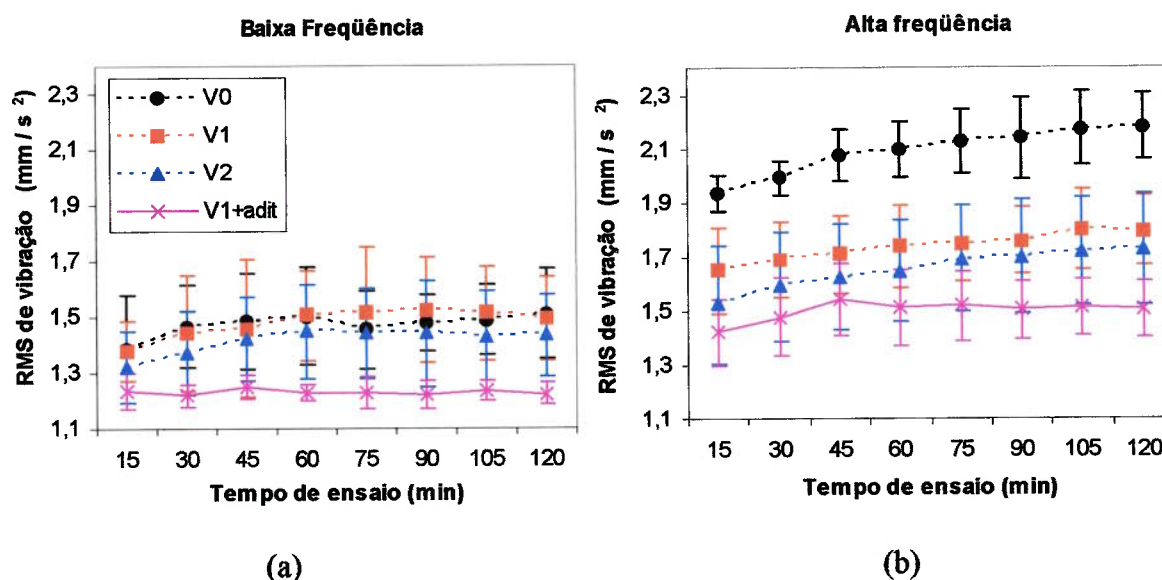 Baixa Freqüência
RMS de vibração (mm / s ²)
2,3
2,1
1,9
1,7
1,5
1,3
1,1
V0
V1
V2
V1+adit
15 30 45 60 75 90 105 120
Tempo de ensaio (min)
(a)
Alta freqüência
RMS de vibração (mm / s ²)
2,3
2,1
1,9
1,7
1,5
1,3
1,1
15 30 45 60 75 90 105 120
Tempo de ensaio (min)
(b)